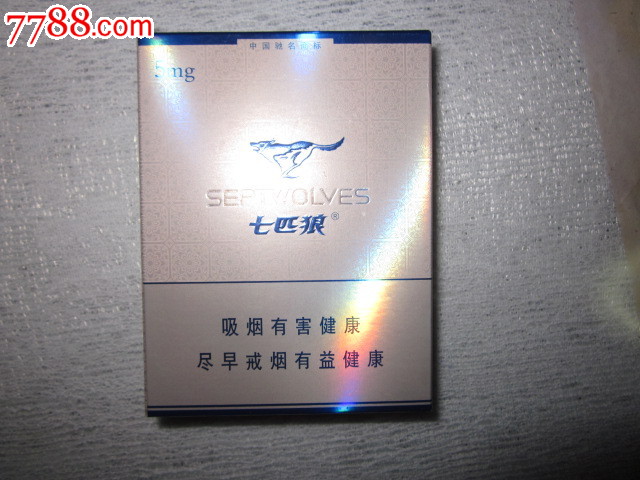 7788.com
中国驰名商标
5mg
SEPTWOLVES
七匹狼®
吸烟有害健康
尽早戒烟有益健康